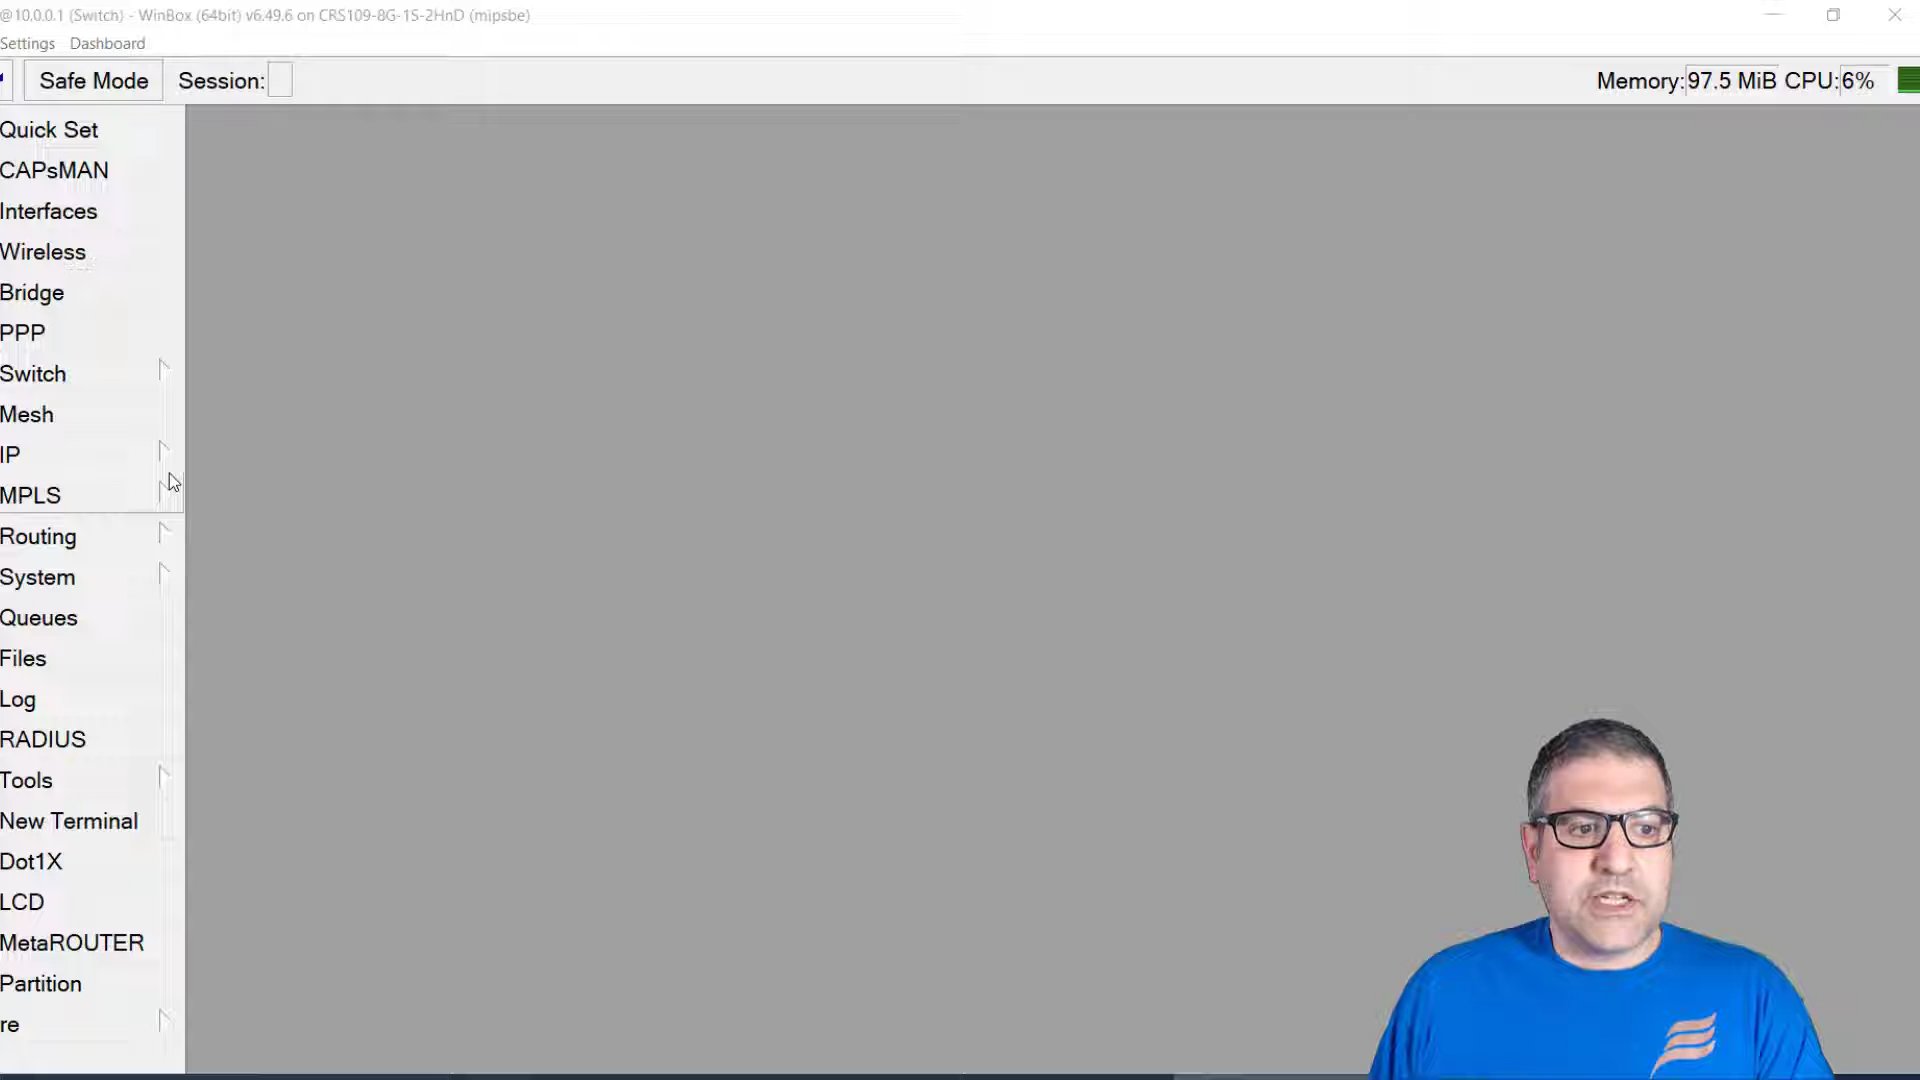 @10.0.0.1 (Switch) - WinBox (64bit) v6.49.6 on CRS109-8G-1S-2HnD (mipsbe)
Settings Dashboard
Safe Mode Session: Memory: 97.5 MiB CPU: 6%
Quick Set
CAPsMAN
Interfaces
Wireless
Bridge
PPP
Switch
Mesh
IP
MPLS
Routing
System
Queues
Files
Log
RADIUS
Tools
New Terminal
Dot1X
LCD
MetaROUTER
Partition
re